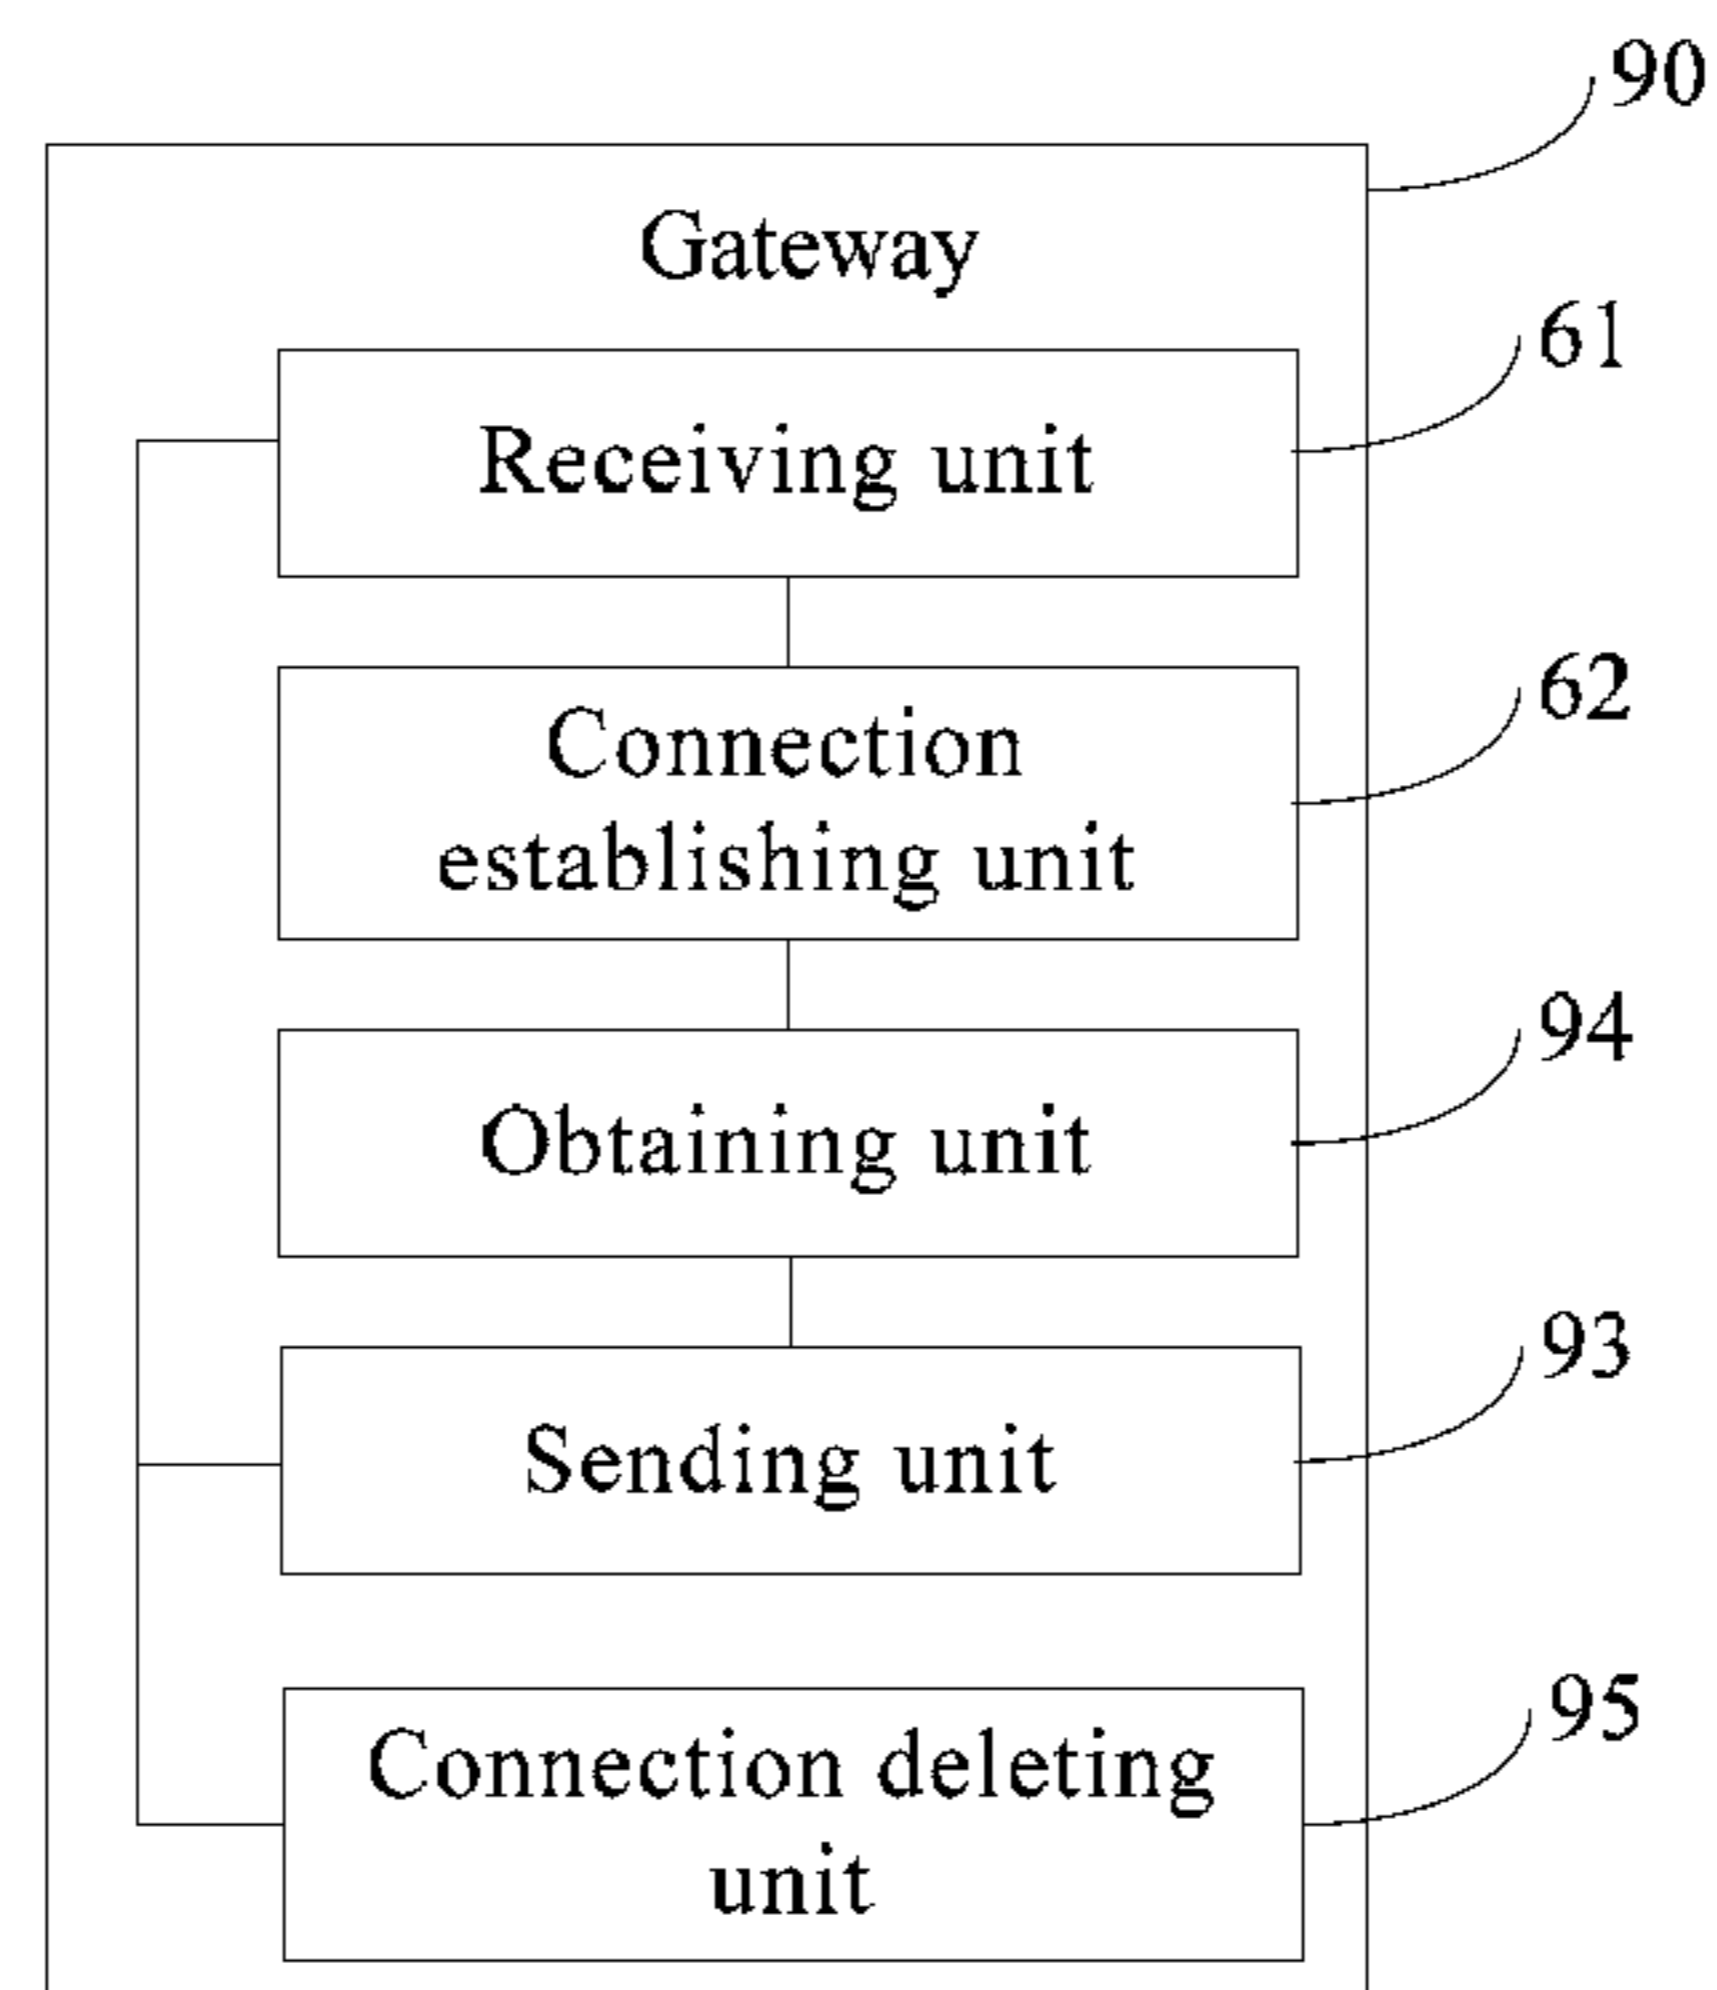 90
Gateway
61
Receiving unit
62
Connection
establishing unit
94
Obtaining unit
93
Sending unit
95
Connection deleting
unit